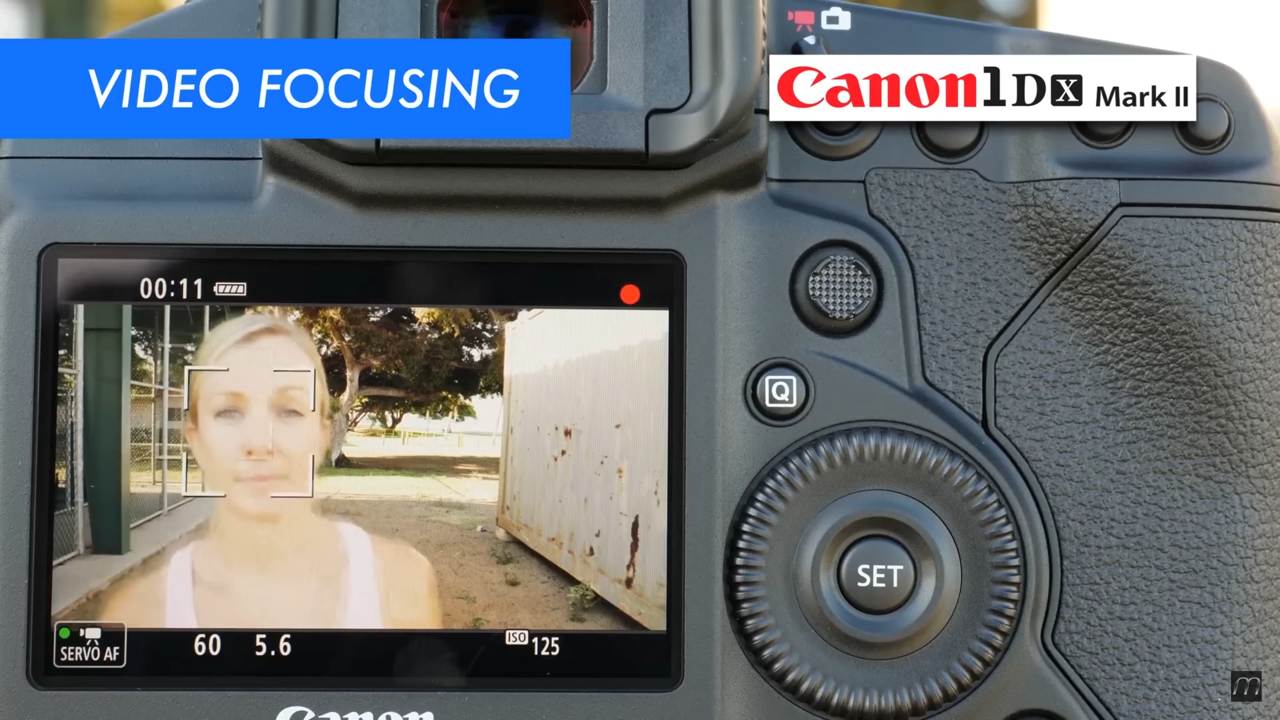 VIDEO FOCUSING
Canon 1DX Mark II
00:11
Q
SET
SERVO AF
60 5.6 ISO 125
Canon
m